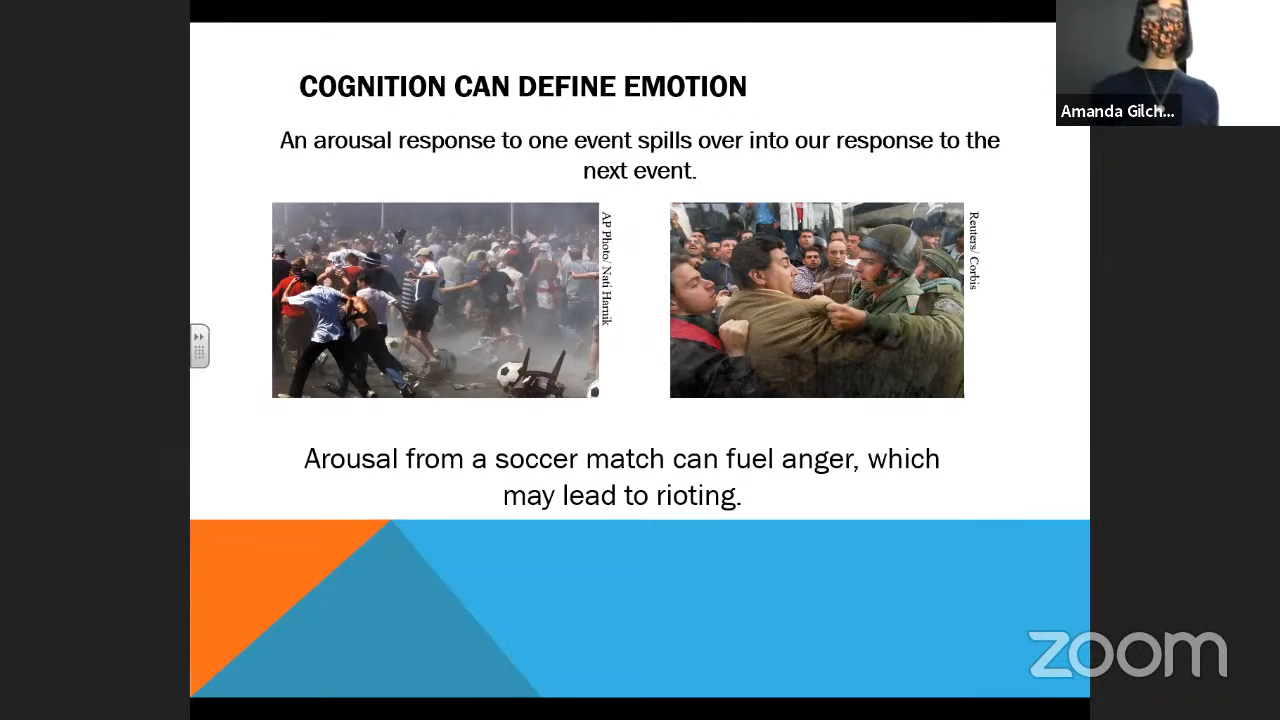 COGNITION CAN DEFINE EMOTION
An arousal response to one event spills over into our response to the
next event.
AP Photo/ Nati Harnik
Reuters/ Corbis
Arousal from a soccer match can fuel anger, which
may lead to rioting.
Amanda Gilch...
zoom